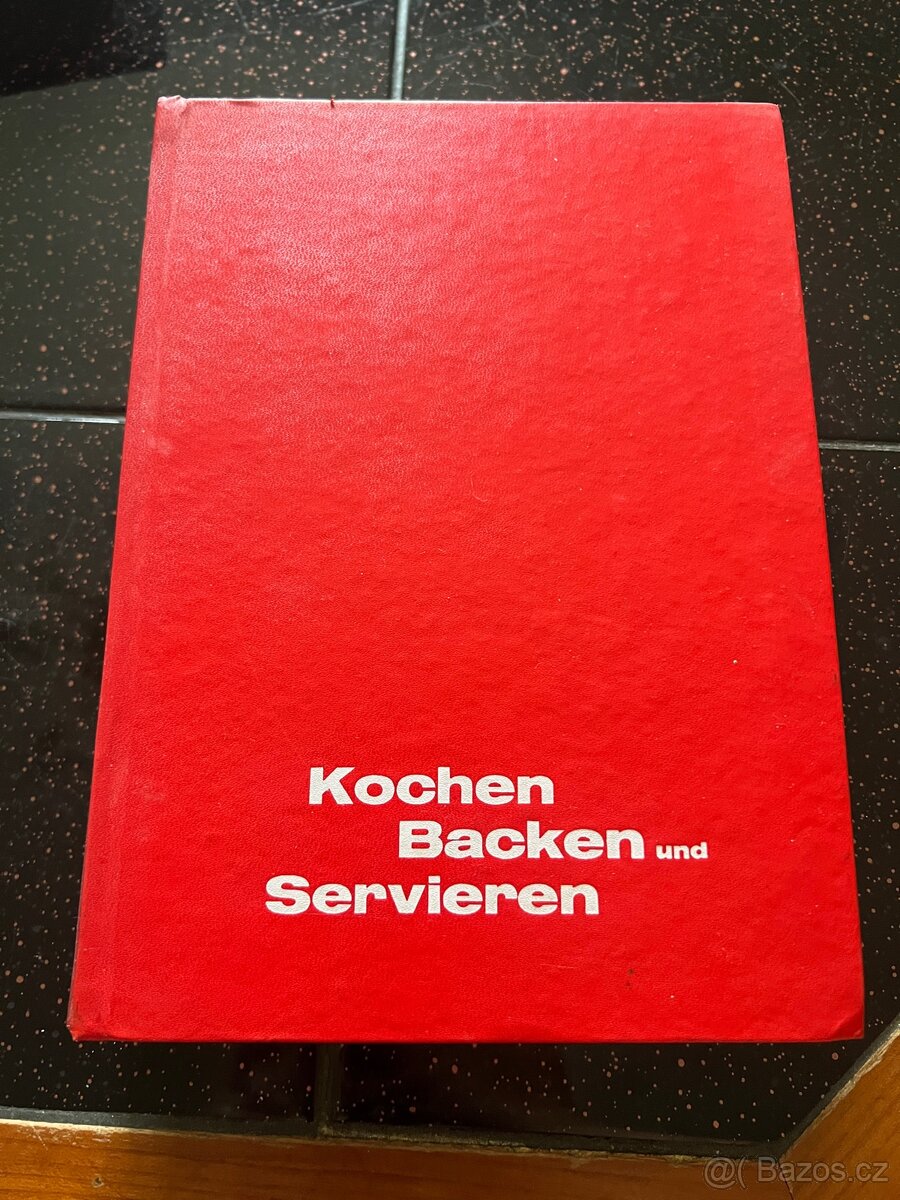 Kochen
Backen und
Servieren
@( Bazos.cz